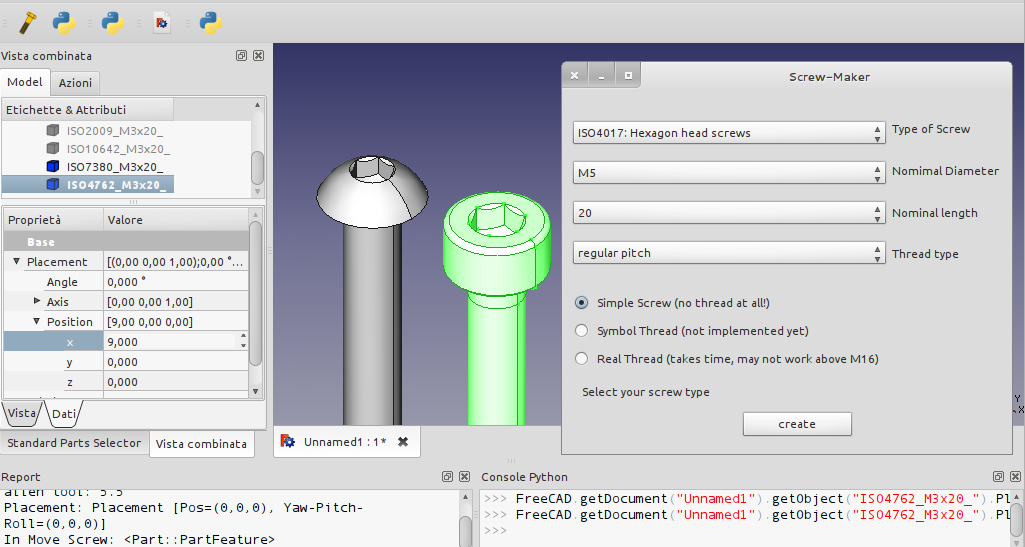 Vista combinata
Model
Azioni
Etichette & Attributi
ISO2009_M3x20_
ISO10642_M3x20_
ISO7380_M3x20_
ISO4762_M3x20_
Proprietà
Valore
Base
Placement
[(0,00 0,00 1,00);0,00 °...
Angle
0,000 °
Axis
[0,00 0,00 1,00]
Position
[9,00 0,00 0,00]
x
9,000
y
0,000
z
0,000
Vista
Dati
Standard Parts Selector
Vista combinata
Unnamed1 : 1*
Screw-Maker
ISO4017: Hexagon head screws
Type of Screw
M5
Nomimal Diameter
20
Nominal length
regular pitch
Thread type
Simple Screw (no thread at all!)
Symbol Thread (not implemented yet)
Real Thread (takes time, may not work above M16)
Select your screw type
create
Y
X
Report
allen tool: 5.5
Placement: Placement [Pos=(0,0,0), Yaw-Pitch-
Roll=(0,0,0)]
In Move Screw: <Part::PartFeature>
Console Python
>>> FreeCAD.getDocument("Unnamed1").getObject("ISO4762_M3x20_").Pl
>>> FreeCAD.getDocument("Unnamed1").getObject("ISO4762_M3x20_").Pl
>>>